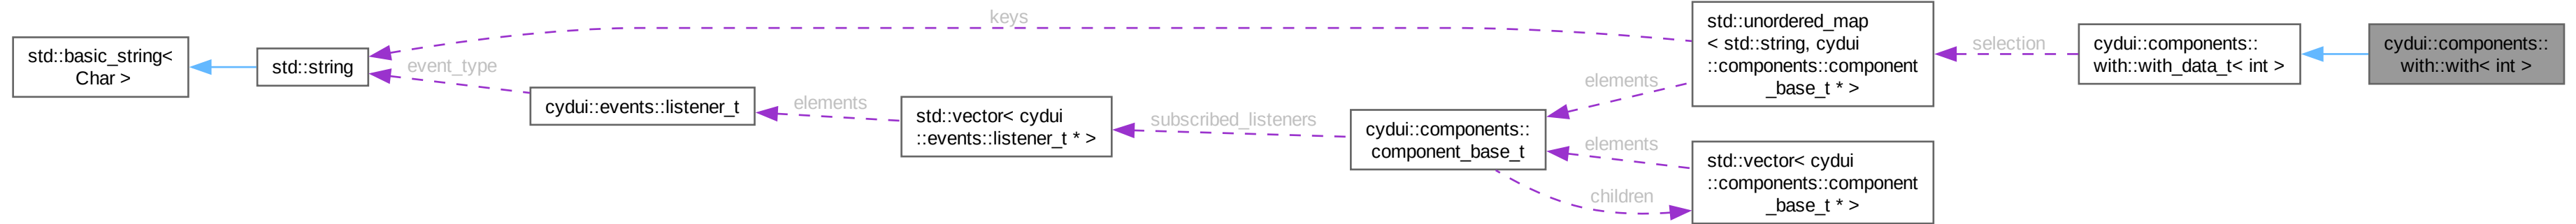 std::basic_string<
Char >
std::string
keys
event_type
cydui::events::listener_t
elements
std::vector< cydui
::events::listener_t * >
subscribed_listeners
cydui::components::
component_base_t
elements
elements
children
std::unordered_map
< std::string, cydui
::components::component
_base_t * >
std::vector< cydui
::components::component
_base_t * >
selection
cydui::components::
with::with_data_t< int >
cydui::components::
with::with< int >